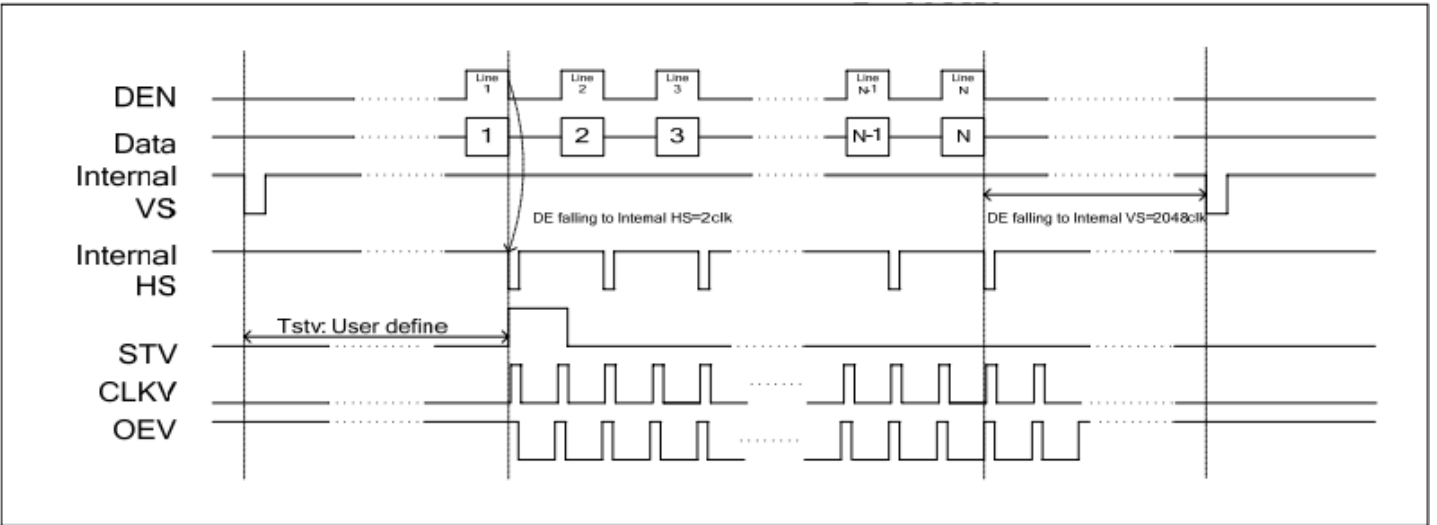 Line 1
Line 2
Line 3
Line N-1
Line N
DEN
Data
1
2
3
N-1
N
Internal VS
DE falling to Internal HS=2clk
DE falling to Internal VS=2048clk
Internal HS
Tstv: User define
STV
CLKV
OEV